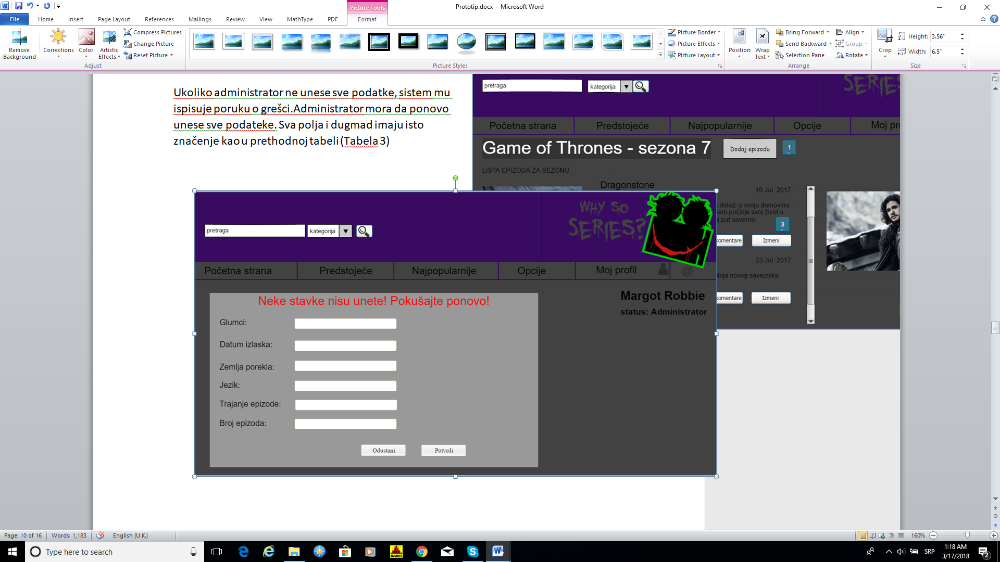 Prototip.docx - Microsoft Word
Picture Tools
File Home Insert Page Layout References Mailings Review View MathType PDF Format
Remove Background
Corrections
Color
Artistic Effects
Compress Pictures
Change Picture
Reset Picture
Adjust
Picture Styles
Picture Border
Picture Effects
Picture Layout
Position
Wrap Text
Bring Forward
Send Backward
Selection Pane
Align
Group
Rotate
Arrange
Crop
Height: 3.56"
Width: 6.5"
Size
Ukoliko administrator ne unese sve podatke, sistem mu
ispisuje poruku o grešci.Administrator mora da ponovo
unese sve podateke. Sva polja i dugmad imaju isto
značenje kao u prethodnoj tabeli (Tabela 3)
pretraga kategorija
SERIES
Početna strana Predstojeće Najpopularnije Opcije Moj pr
Game of Thrones - sezona 7 Dodaj epizodu 1
LISTA EPIZODA ZA SEZONU
Dragonstone
16 Jul. 2017
dolazi u svoju domovinu.
Sem počinje svoj život u
j put severno.
3
komentare Izmeni
23 Jul. 2017
obija novog saveznika.
komentare Izmeni
WHY SO
SERIES?
pretraga kategorija
Početna strana Predstojeće Najpopularnije Opcije Moj profil
Neke stavke nisu unete! Pokušajte ponovo!
Margot Robbie
status: Administrator
Glumci:
Datum izlaska:
Zemlja porekla:
Jezik:
Trajanje epizode:
Broj epizoda:
Odustani Potvrdi
Page: 10 of 16 Words: 1,183 English (U.K.) 160%
Type here to search
BABEL
SRP
1:18 AM
3/17/2018
2